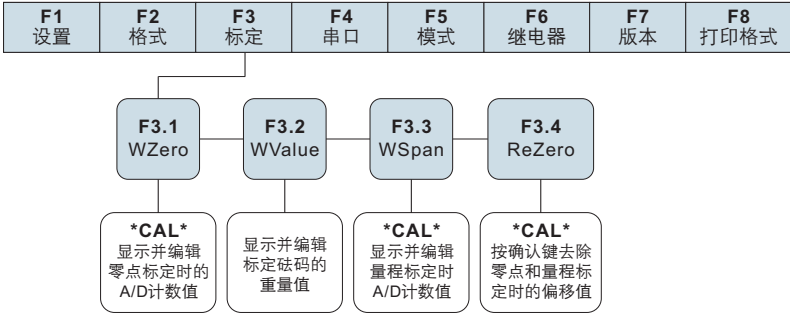 F1 F2 F3 F4 F5 F6 F7 F8
设置 格式 标定 串口 模式 继电器 版本 打印格式
F3.1 F3.2 F3.3 F3.4
WZero WValue WSpan ReZero
*CAL*
显示并编辑
零点标定时的
A/D计数值
显示并编辑
标定砝码的
重量值
*CAL*
显示并编辑
量程标定时
A/D计数值
*CAL*
按确认键去除
零点和量程标
定时的偏移值